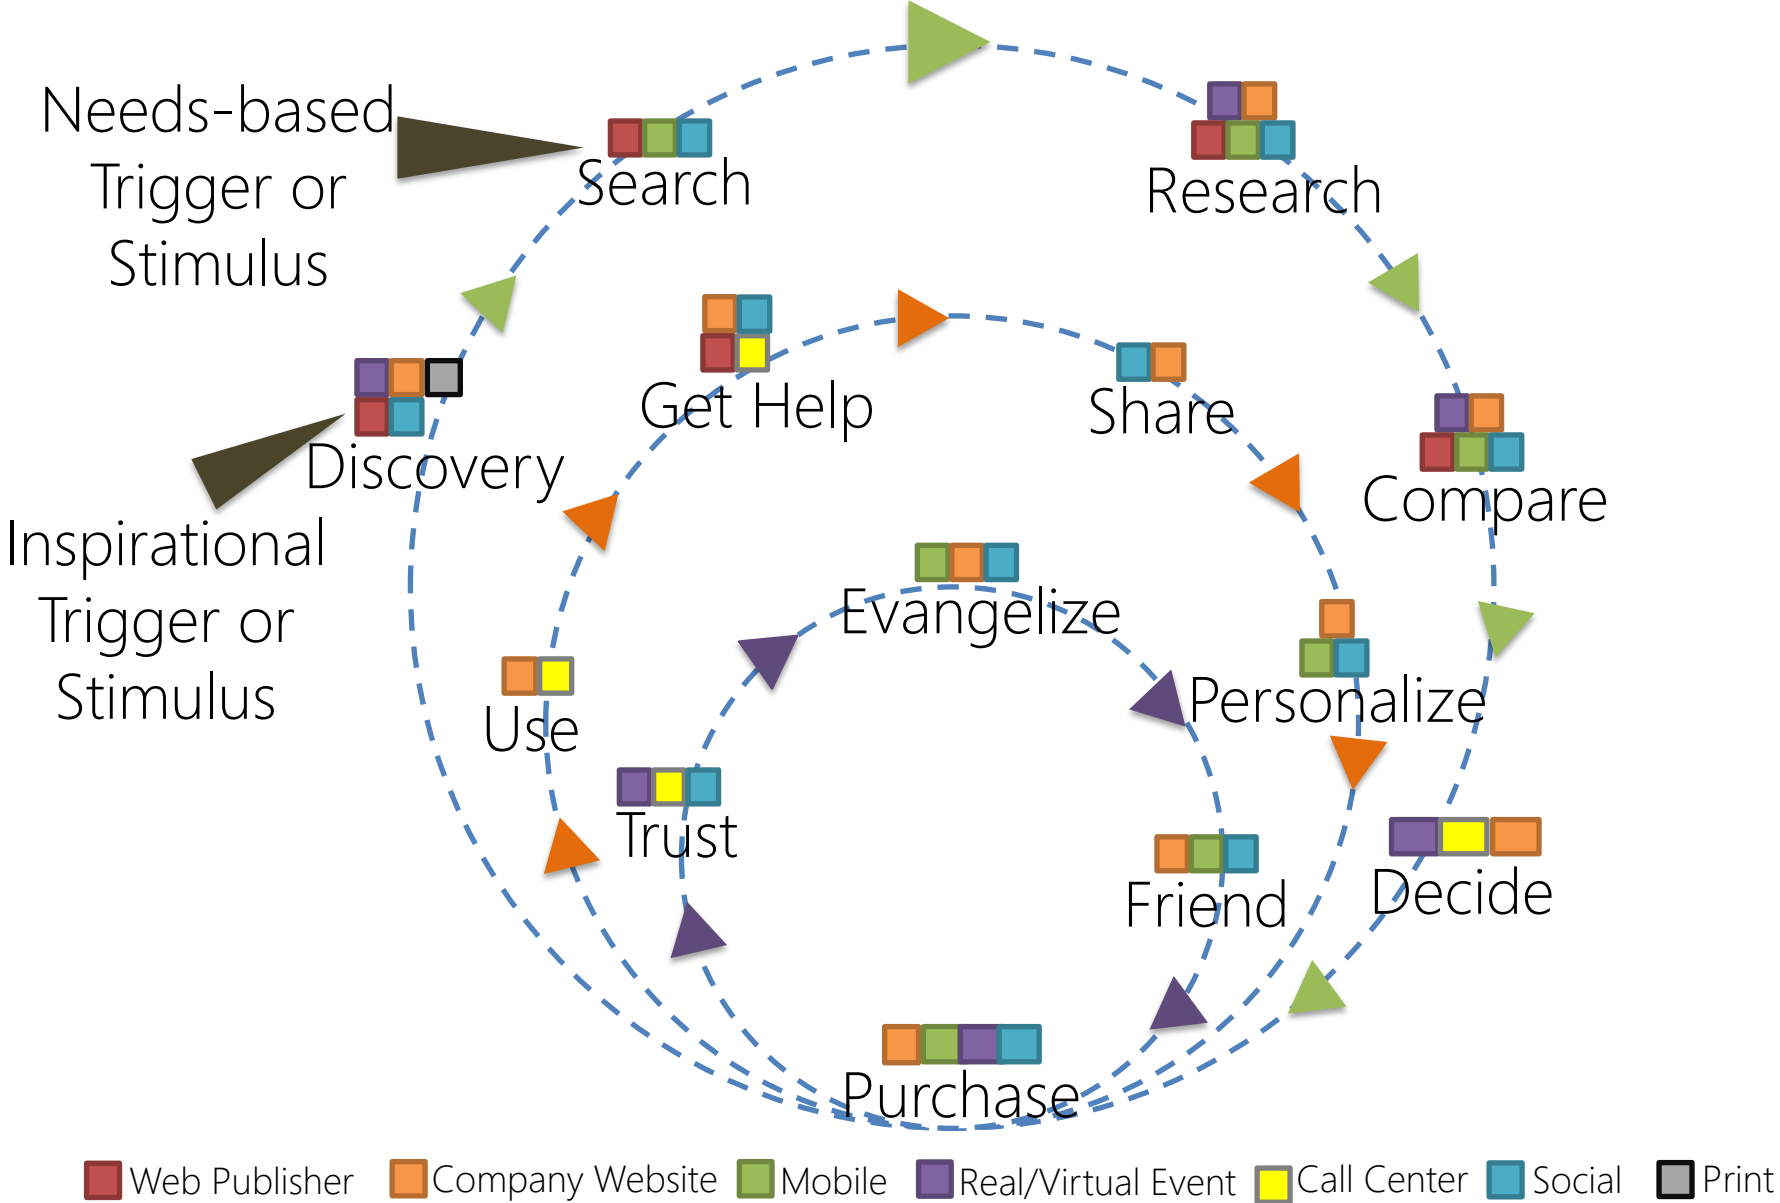 Needs-based
Trigger or
Stimulus
Search
Research
Get Help
Share
Discovery
Compare
Inspirational
Trigger or
Stimulus
Evangelize
Use
Personalize
Trust
Friend
Decide
Purchase
Web Publisher
Company Website
Mobile
Real/Virtual Event
Call Center
Social
Print